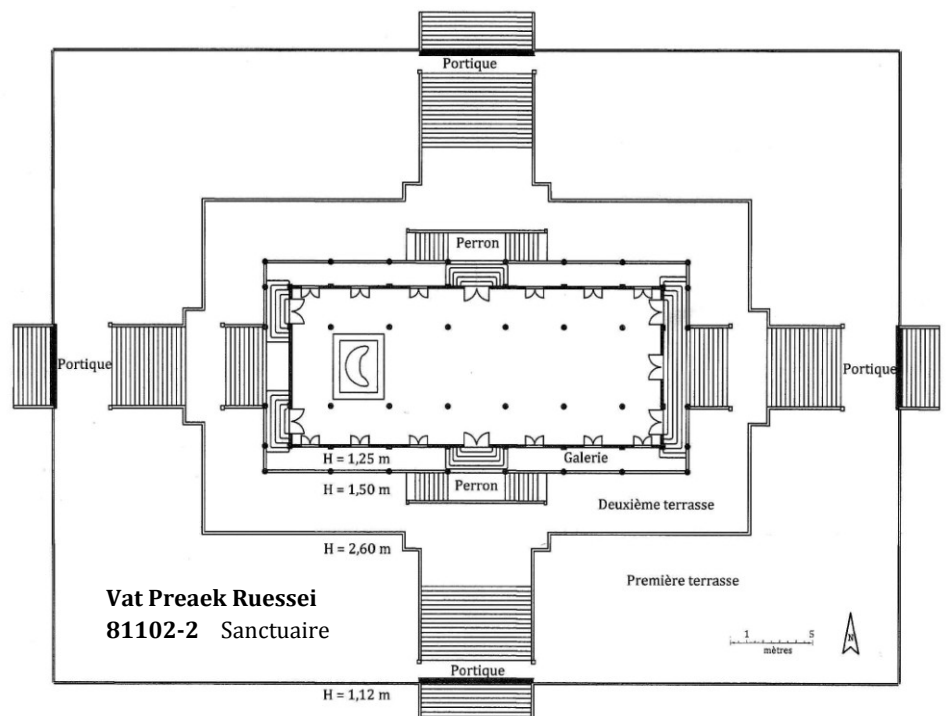 Portique
Perron
Portique
Portique
H = 1,25 m
Galerie
H = 1,50 m
Perron
Deuxième terrasse
H = 2,60 m
Première terrasse
Vat Preaek Ruessei
81102-2 Sanctuaire
1 5
mètres
N
Portique
H = 1,12 m